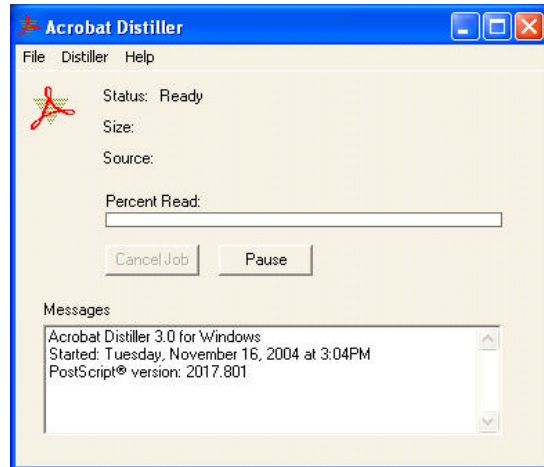 Acrobat Distiller
File Distiller Help
Status: Ready
Size:
Source:
Percent Read:
Cancel Job Pause
Messages
Acrobat Distiller 3.0 for Windows
Started: Tuesday, November 16, 2004 at 3:04PM
PostScript® version: 2017.801